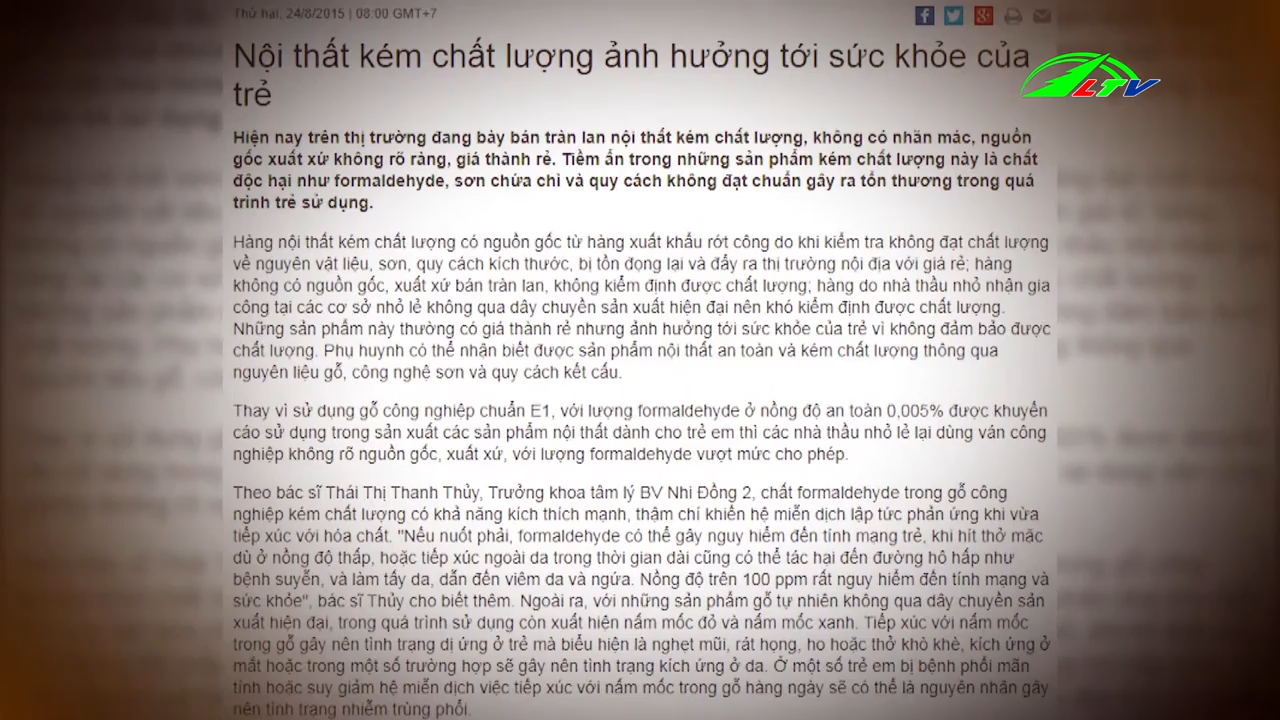 Thứ hai, 24/8/2015 | 08:00 GMT+7
Nội thất kém chất lượng ảnh hưởng tới sức khỏe của
trẻ
LTV
Hiện nay trên thị trường đang bày bán tràn lan nội thất kém chất lượng, không có nhãn mác, nguồn
gốc xuất xứ không rõ ràng, giá thành rẻ. Tiềm ẩn trong những sản phẩm kém chất lượng này là chất
độc hại như formaldehyde, sơn chứa chì và quy cách không đạt chuẩn gây ra tổn thương trong quá
trình trẻ sử dụng.
Hàng nội thất kém chất lượng có nguồn gốc từ hàng xuất khẩu rớt công do khi kiểm tra không đạt chất lượng
về nguyên vật liệu, sơn, quy cách kích thước, bị tồn đọng lại và đẩy ra thị trường nội địa với giá rẻ; hàng
không có nguồn gốc, xuất xứ bán tràn lan, không kiểm định được chất lượng; hàng do nhà thầu nhỏ nhận gia
công tại các cơ sở nhỏ lẻ không qua dây chuyền sản xuất hiện đại nên khó kiểm định được chất lượng.
Những sản phẩm này thường có giá thành rẻ nhưng ảnh hưởng tới sức khỏe của trẻ vì không đảm bảo được
chất lượng. Phụ huynh có thể nhận biết được sản phẩm nội thất an toàn và kém chất lượng thông qua
nguyên liệu gỗ, công nghệ sơn và quy cách kết cấu.
Thay vì sử dụng gỗ công nghiệp chuẩn E1, với lượng formaldehyde ở nồng độ an toàn 0,005% được khuyến
cáo sử dụng trong sản xuất các sản phẩm nội thất dành cho trẻ em thì các nhà thầu nhỏ lẻ lại dùng ván công
nghiệp không rõ nguồn gốc, xuất xứ, với lượng formaldehyde vượt mức cho phép.
Theo bác sĩ Thái Thị Thanh Thủy, Trưởng khoa tâm lý BV Nhi Đồng 2, chất formaldehyde trong gỗ công
nghiệp kém chất lượng có khả năng kích thích mạnh, thậm chí khiến hệ miễn dịch lập tức phản ứng khi vừa
tiếp xúc với hóa chất. "Nếu nuốt phải, formaldehyde có thể gây nguy hiểm đến tính mạng trẻ, khi hít thở mặc
dù ở nồng độ thấp, hoặc tiếp xúc ngoài da trong thời gian dài cũng có thể tác hại đến đường hô hấp như
bệnh suyễn, và làm tấy da, dẫn đến viêm da và ngứa. Nồng độ trên 100 ppm rất nguy hiểm đến tính mạng và
sức khỏe", bác sĩ Thủy cho biết thêm. Ngoài ra, với những sản phẩm gỗ tự nhiên không qua dây chuyền sản
xuất hiện đại, trong quá trình sử dụng còn xuất hiện nấm mốc đỏ và nấm mốc xanh. Tiếp xúc với nấm mốc
trong gỗ gây nên tình trạng dị ứng ở trẻ mà biểu hiện là nghẹt mũi, rát họng, ho hoặc thở khò khè, kích ứng ở
mắt hoặc trong một số trường hợp sẽ gây nên tình trạng kích ứng ở da. Ở một số trẻ em bị bệnh phổi mãn
tính hoặc suy giảm hệ miễn dịch việc tiếp xúc với nấm mốc trong gỗ hàng ngày sẽ có thể là nguyên nhân gây
nên tình trạng nhiễm trùng phổi.